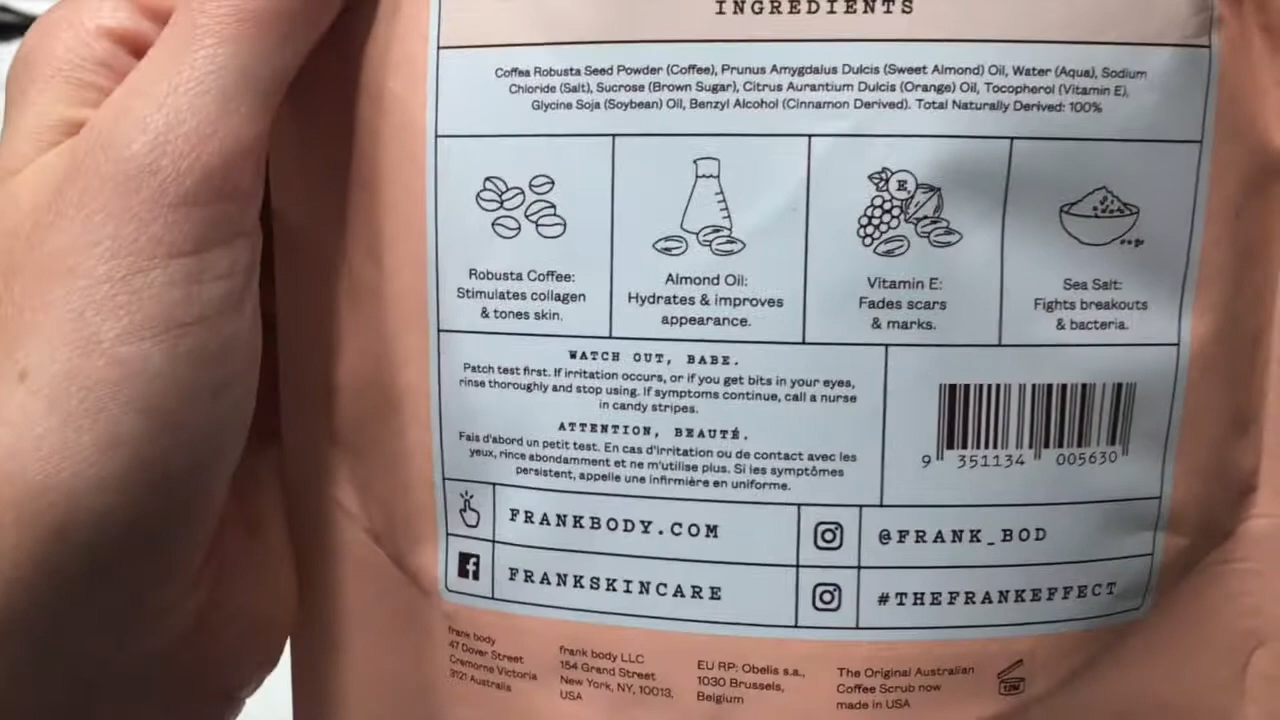 INGREDIENTS
Coffea Robusta Seed Powder (Coffee), Prunus Amygdalus Dulcis (Sweet Almond) Oil, Water (Aqua), Sodium
Chloride (Salt), Sucrose (Brown Sugar), Citrus Aurantium Dulcis (Orange) Oil, Tocopherol (Vitamin E),
Glycine Soja (Soybean) Oil, Benzyl Alcohol (Cinnamon Derived). Total Naturally Derived: 100%
Robusta Coffee:
Stimulates collagen
& tones skin.
Almond Oil:
Hydrates & improves
appearance.
E
Vitamin E:
Fades scars
& marks.
Sea Salt:
Fights breakouts
& bacteria.
WATCH OUT, BABE.
Patch test first. If irritation occurs, or if you get bits in your eyes,
rinse thoroughly and stop using. If symptoms continue, call a nurse
in candy stripes.
ATTENTION, BEAUTÉ.
Fais d'abord un petit test. En cas d'irritation ou de contact avec les
yeux, rince abondamment et ne m'utilise plus. Si les symptômes
persistent, appelle une infirmière en uniforme.
9 351134 005630
FRANKBODY.COM
@FRANK_BOD
FRANKSKINCARE
#THEFRANKEFFECT
frank body
47 Dover Street
Cremorne Victoria
3121 Australia
frank body LLC
154 Grand Street
New York, NY, 10013,
USA
EU RP: Obelis s.a.,
1030 Brussels,
Belgium
The Original Australian
Coffee Scrub now
made in USA
12M